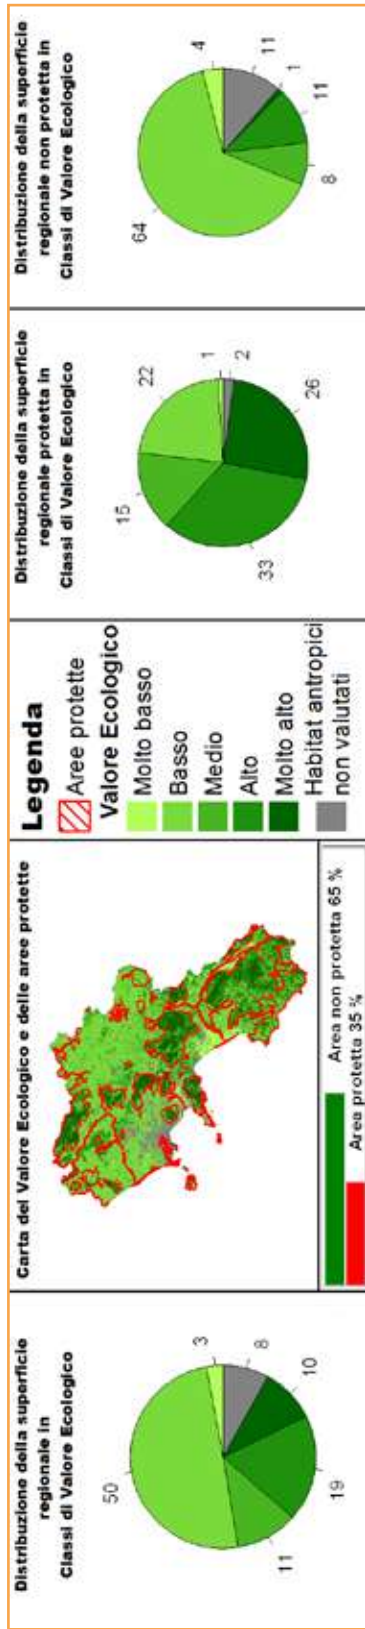 Distribuzione della superficie
regionale in
Classi di Valore Ecologico
50
3
8
10
19
11
Carta del Valore Ecologico e delle aree protette
Area non protetta 65 %
Area protetta 35 %
Legenda
Aree protette
Valore Ecologico
Molto basso
Basso
Medio
Alto
Molto alto
Habitat antropici
non valutati
Distribuzione della superficie
regionale protetta in
Classi di Valore Ecologico
22
1
2
26
33
15
Distribuzione della superficie
regionale non protetta in
Classi di Valore Ecologico
64
4
11
1
11
8